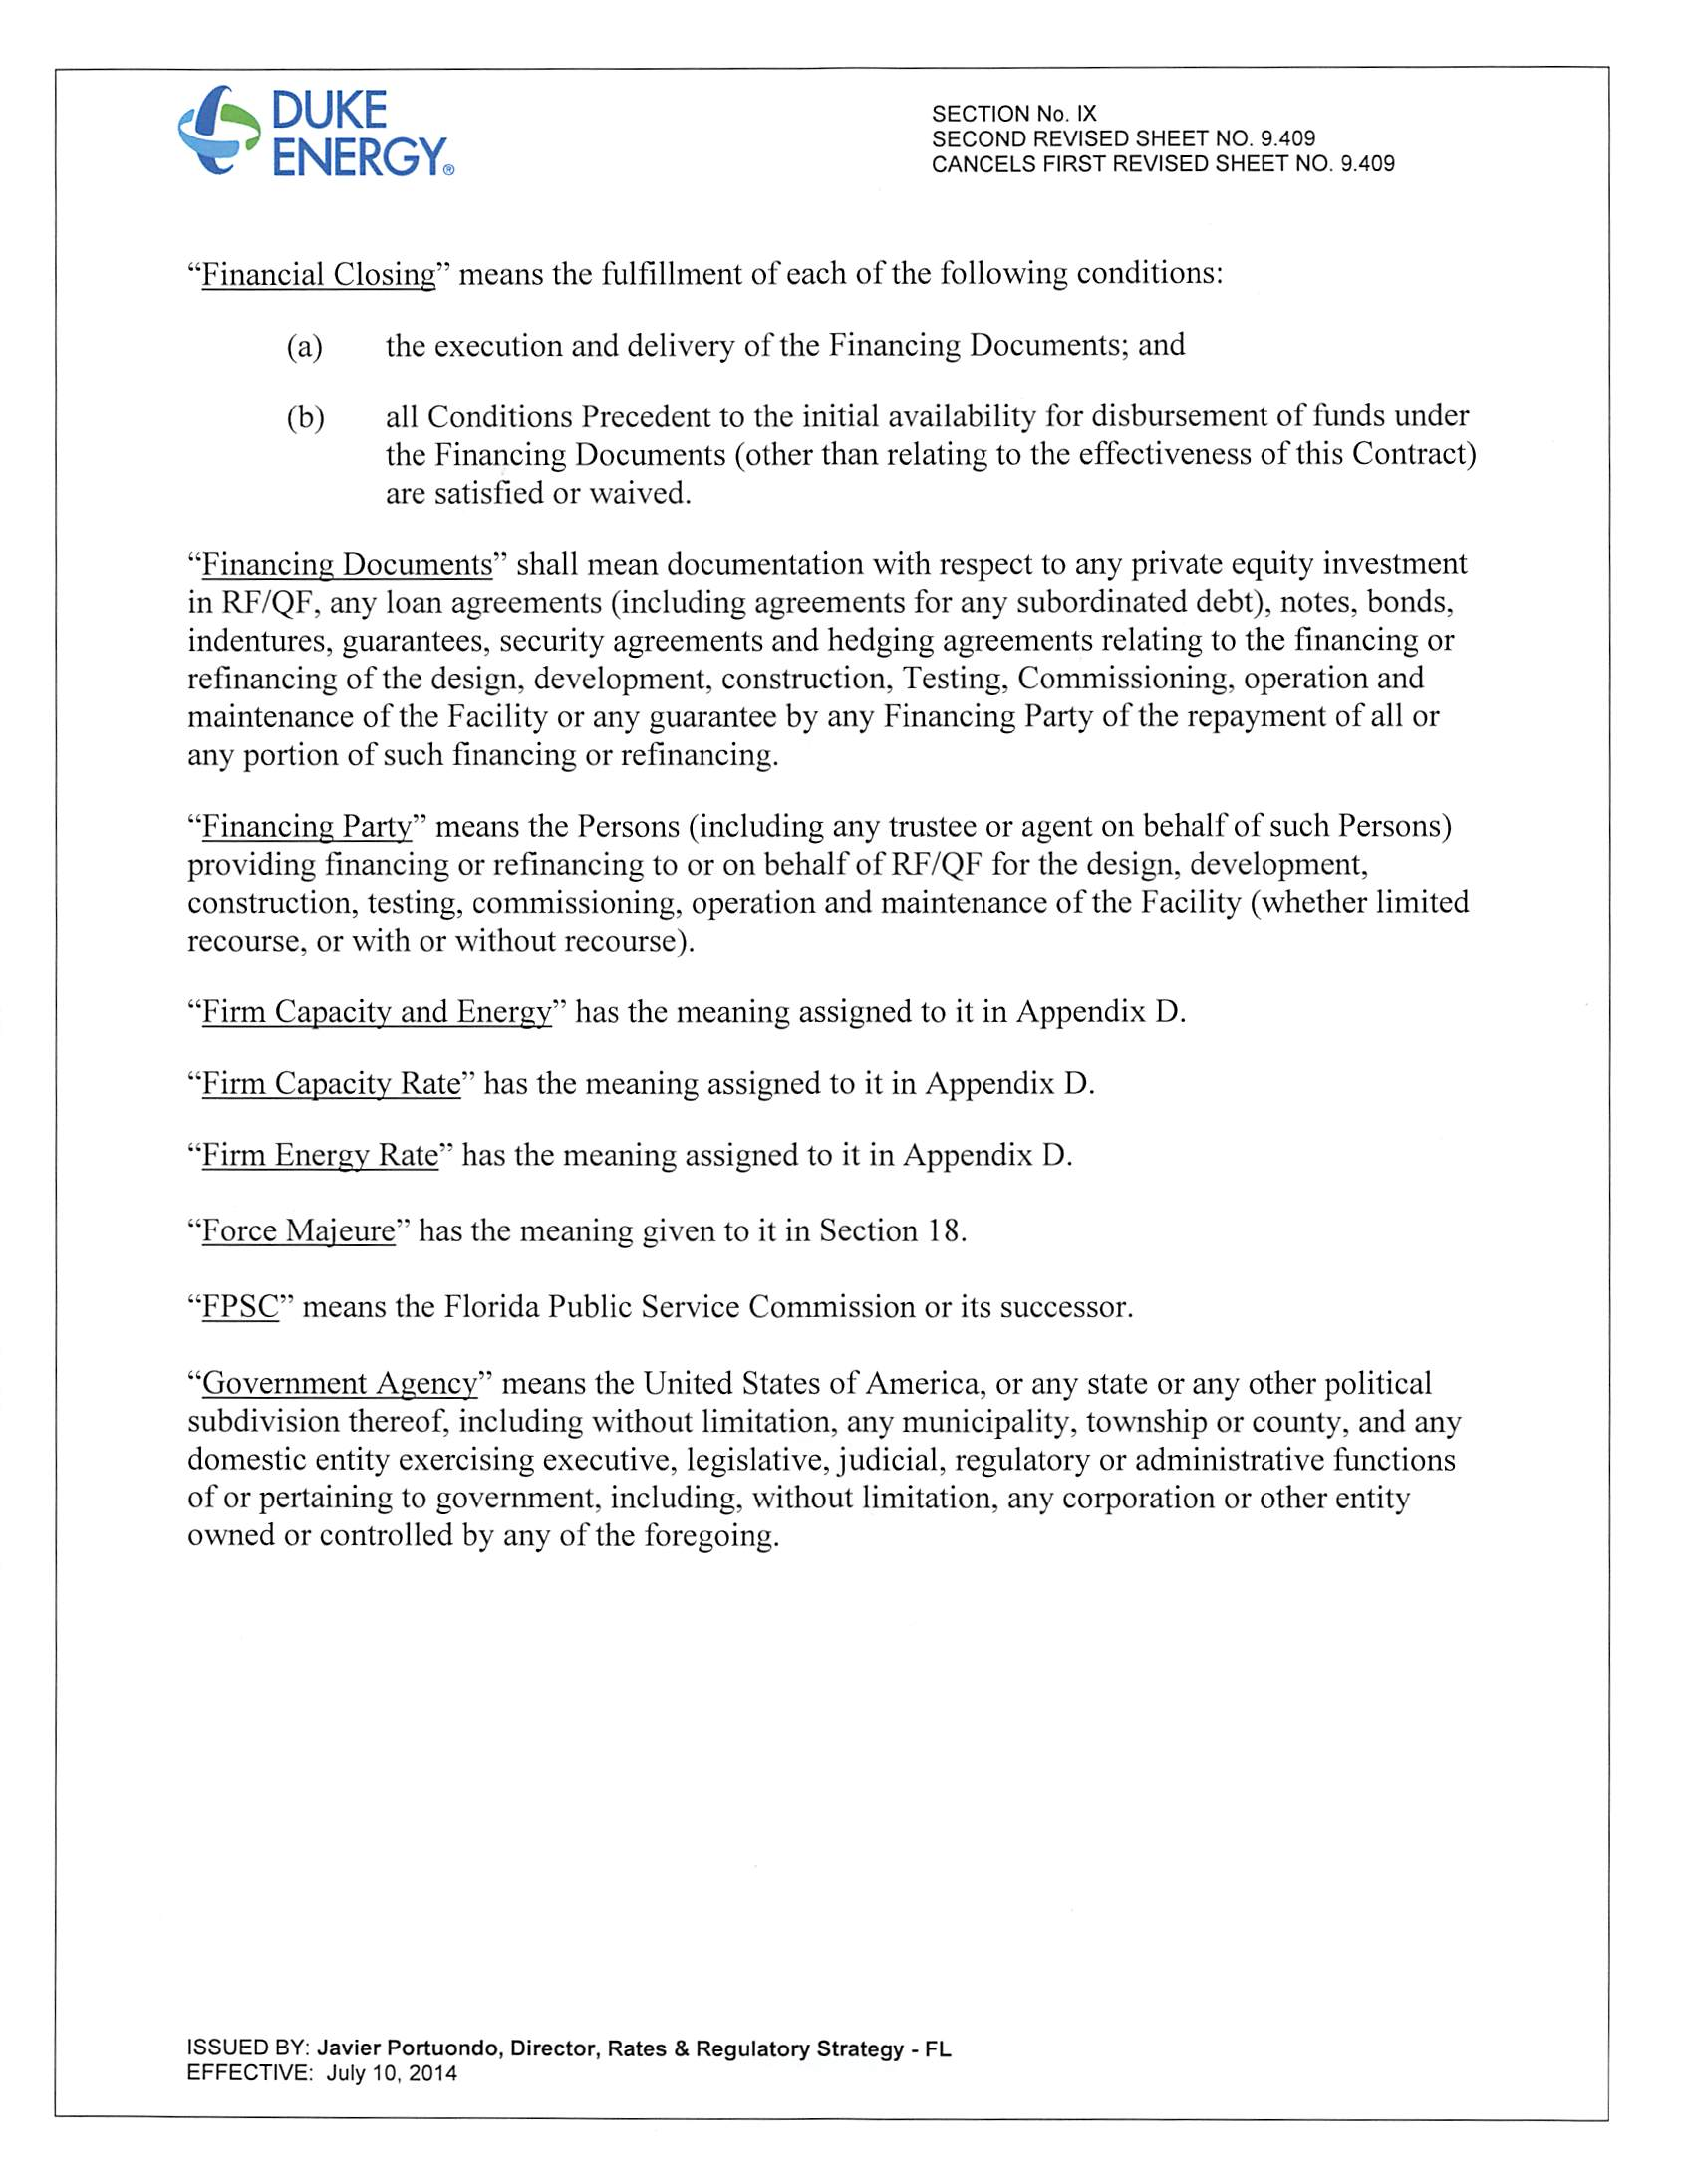 DUKE
ENERGY®
SECTION No. IX
SECOND REVISED SHEET NO. 9.409
CANCELS FIRST REVISED SHEET NO. 9.409
“Financial Closing” means the fulfillment of each of the following conditions:
(a) the execution and delivery of the Financing Documents; and
(b) all Conditions Precedent to the initial availability for disbursement of funds under
the Financing Documents (other than relating to the effectiveness of this Contract)
are satisfied or waived.
“Financing Documents” shall mean documentation with respect to any private equity investment
in RF/QF, any loan agreements (including agreements for any subordinated debt), notes, bonds,
indentures, guarantees, security agreements and hedging agreements relating to the financing or
refinancing of the design, development, construction, Testing, Commissioning, operation and
maintenance of the Facility or any guarantee by any Financing Party of the repayment of all or
any portion of such financing or refinancing.
“Financing Party” means the Persons (including any trustee or agent on behalf of such Persons)
providing financing or refinancing to or on behalf of RF/QF for the design, development,
construction, testing, commissioning, operation and maintenance of the Facility (whether limited
recourse, or with or without recourse).
“Firm Capacity and Energy” has the meaning assigned to it in Appendix D.
“Firm Capacity Rate” has the meaning assigned to it in Appendix D.
“Firm Energy Rate” has the meaning assigned to it in Appendix D.
“Force Majeure” has the meaning given to it in Section 18.
“FPSC” means the Florida Public Service Commission or its successor.
“Government Agency” means the United States of America, or any state or any other political
subdivision thereof, including without limitation, any municipality, township or county, and any
domestic entity exercising executive, legislative, judicial, regulatory or administrative functions
of or pertaining to government, including, without limitation, any corporation or other entity
owned or controlled by any of the foregoing.
ISSUED BY: Javier Portuondo, Director, Rates & Regulatory Strategy - FL
EFFECTIVE: July 10, 2014